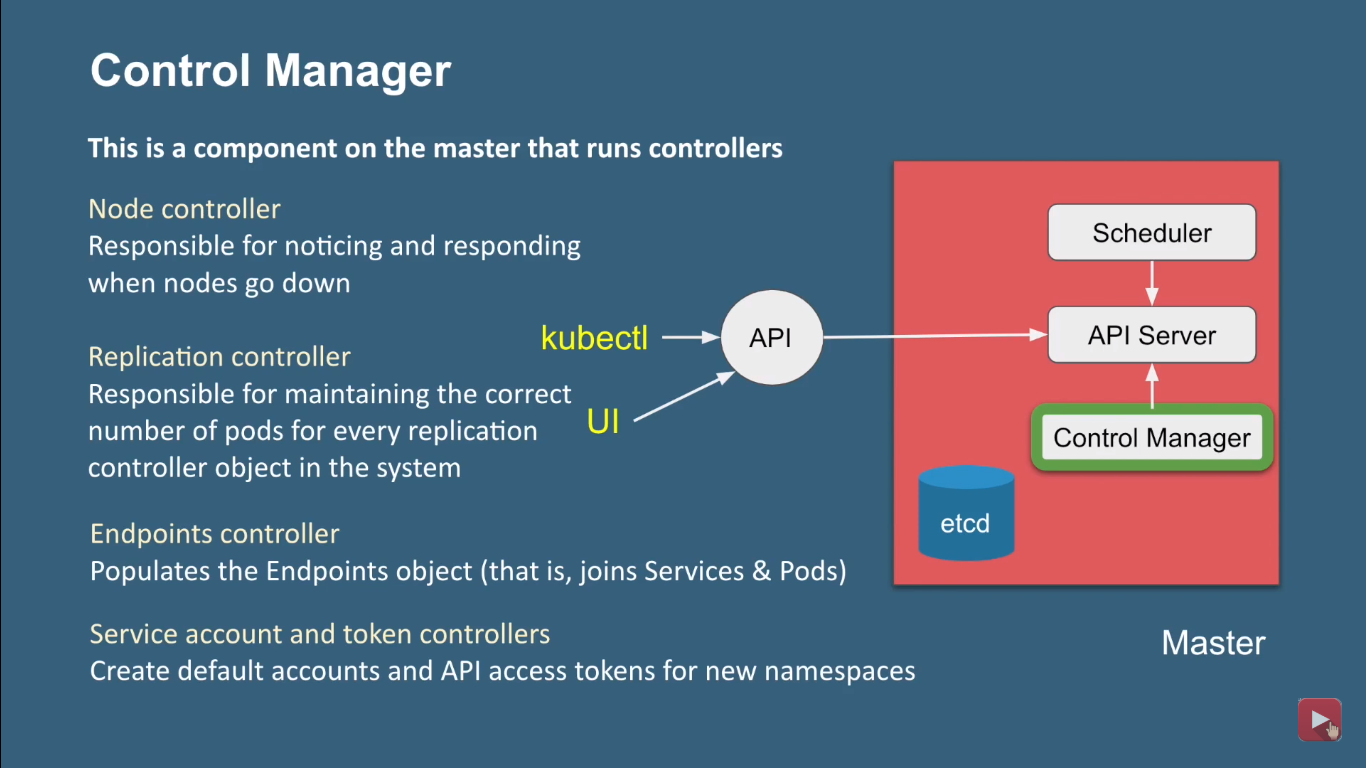 Control Manager
This is a component on the master that runs controllers
Node controller
Responsible for noticing and responding
when nodes go down
Replication controller
Responsible for maintaining the correct
number of pods for every replication
controller object in the system
Endpoints controller
Populates the Endpoints object (that is, joins Services & Pods)
Service account and token controllers
Create default accounts and API access tokens for new namespaces
kubectl
UI
API
Scheduler
API Server
Control Manager
etcd
Master